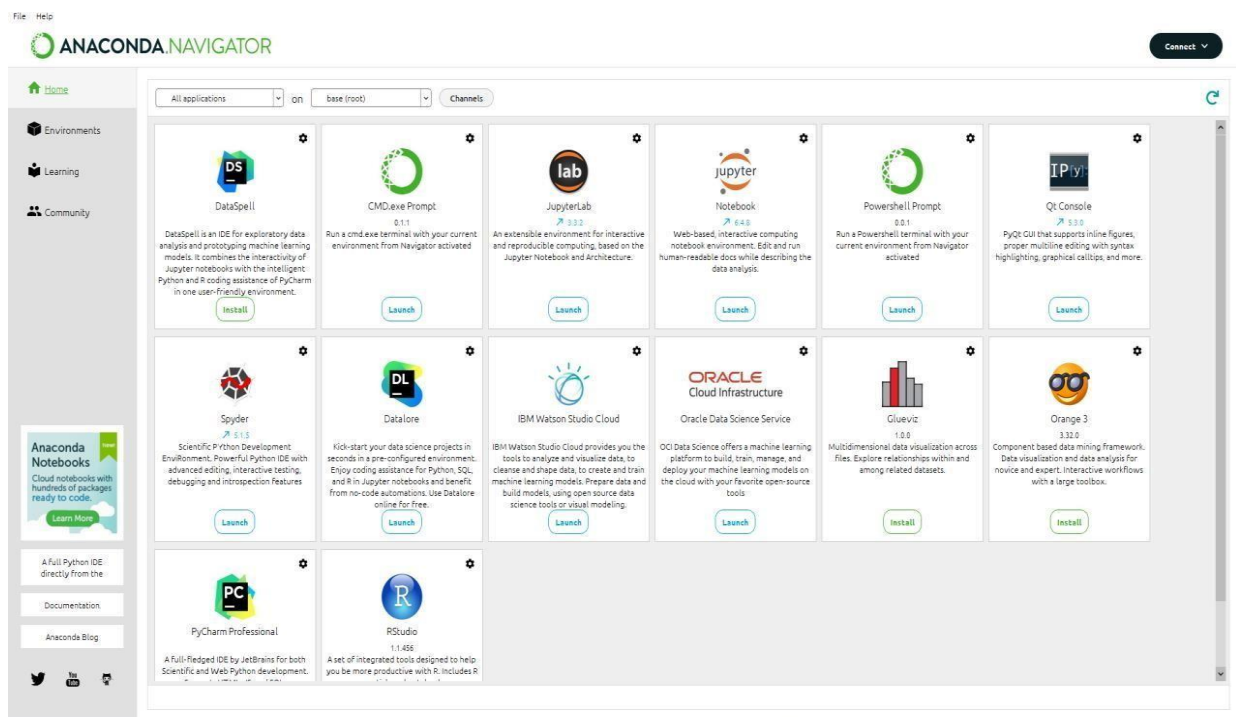 File Help
ANACONDA.NAVIGATOR
Connect
Home
Environments
Learning
Community
All applications on base (root) Channels
DS
DataSpell
DataSpell is an IDE for exploratory data
analysis and prototyping machine learning
models. It combines the interactivity of
Jupyter notebooks with the intelligent
Python and R coding assistance of PyCharm
in one user-friendly environment.
Install
CMD.exe Prompt
0.1.1
Run a cmd.exe terminal with your current
environment from Navigator activated
Launch
lab
JupyterLab
3.3.2
An extensible environment for interactive
and reproducible computing, based on the
Jupyter Notebook and Architecture.
Launch
jupyter
Notebook
6.4.8
Web-based, interactive computing
notebook environment. Edit and run
human-readable docs while describing the
data analysis.
Launch
Powershell Prompt
0.0.1
Run a Powershell terminal with your
current environment from Navigator
activated
Launch
IP[y]:
Qt Console
5.3.0
PyQt GUI that supports inline figures,
proper multiline editing with syntax
highlighting, graphical calltips, and more.
Launch
Spyder
5.1.5
Scientific PYthon Development
EnviRonment. Powerful Python IDE with
advanced editing, interactive testing,
debugging and introspection features
Launch
DL
Datalore
Kick-start your data science projects in
seconds in a pre-configured environment.
Enjoy coding assistance for Python, SQL,
and R in Jupyter notebooks and benefit
from no-code automations. Use Datalore
online for free.
Launch
IBM Watson Studio Cloud
IBM Watson Studio Cloud provides you the
tools to analyze and visualize data, to
cleanse and shape data, to create and train
machine learning models. Prepare data and
build models, using open source data
science tools or visual modeling.
Launch
ORACLE
Cloud Infrastructure
Oracle Data Science Service
OCI Data Science offers a machine learning
platform to build, train, manage, and
deploy your machine learning models on
the cloud with your favorite open-source
tools
Launch
Glueviz
1.0.0
Multidimensional data visualization across
files. Explore relationships within and
among related datasets.
Install
Orange 3
3.32.0
Component based data mining framework.
Data visualization and data analysis for
novice and expert. Interactive workflows
with a large toolbox.
Install
PC
PyCharm Professional
A full-fledged IDE by JetBrains for both
Scientific and Web Python development.
R
RStudio
1.1.456
A set of integrated tools designed to help
you be more productive with R. Includes R
Anaconda
Notebooks
Cloud notebooks with
hundreds of packages
ready to code.
Learn More
A full Python IDE
directly from the
Documentation
Anaconda Blog
You
Tube